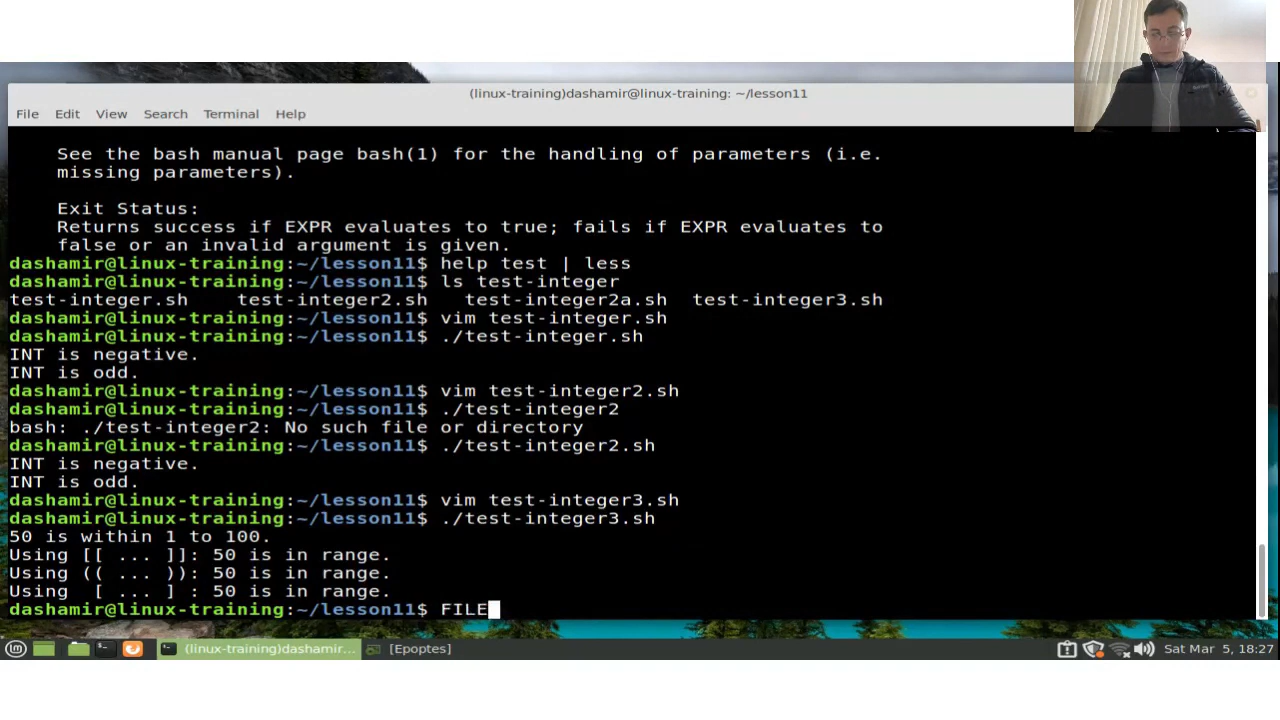 (linux-training)dashamir@linux-training: ~/lesson11
File Edit View Search Terminal Help
See the bash manual page bash(1) for the handling of parameters (i.e.
missing parameters).
Exit Status:
Returns success if EXPR evaluates to true; fails if EXPR evaluates to
false or an invalid argument is given.
dashamir@linux-training:~/lesson11$ help test | less
dashamir@linux-training:~/lesson11$ ls test-integer
test-integer.sh test-integer2.sh test-integer2a.sh test-integer3.sh
dashamir@linux-training:~/lesson11$ vim test-integer.sh
dashamir@linux-training:~/lesson11$ ./test-integer.sh
INT is negative.
INT is odd.
dashamir@linux-training:~/lesson11$ vim test-integer2.sh
dashamir@linux-training:~/lesson11$ ./test-integer2
bash: ./test-integer2: No such file or directory
dashamir@linux-training:~/lesson11$ ./test-integer2.sh
INT is negative.
INT is odd.
dashamir@linux-training:~/lesson11$ vim test-integer3.sh
dashamir@linux-training:~/lesson11$ ./test-integer3.sh
50 is within 1 to 100.
Using [[ ... ]]: 50 is in range.
Using (( ... )): 50 is in range.
Using [ ... ] : 50 is in range.
dashamir@linux-training:~/lesson11$ FILE
(linux-training)dashamir... [Epoptes] Sat Mar 5, 18:27